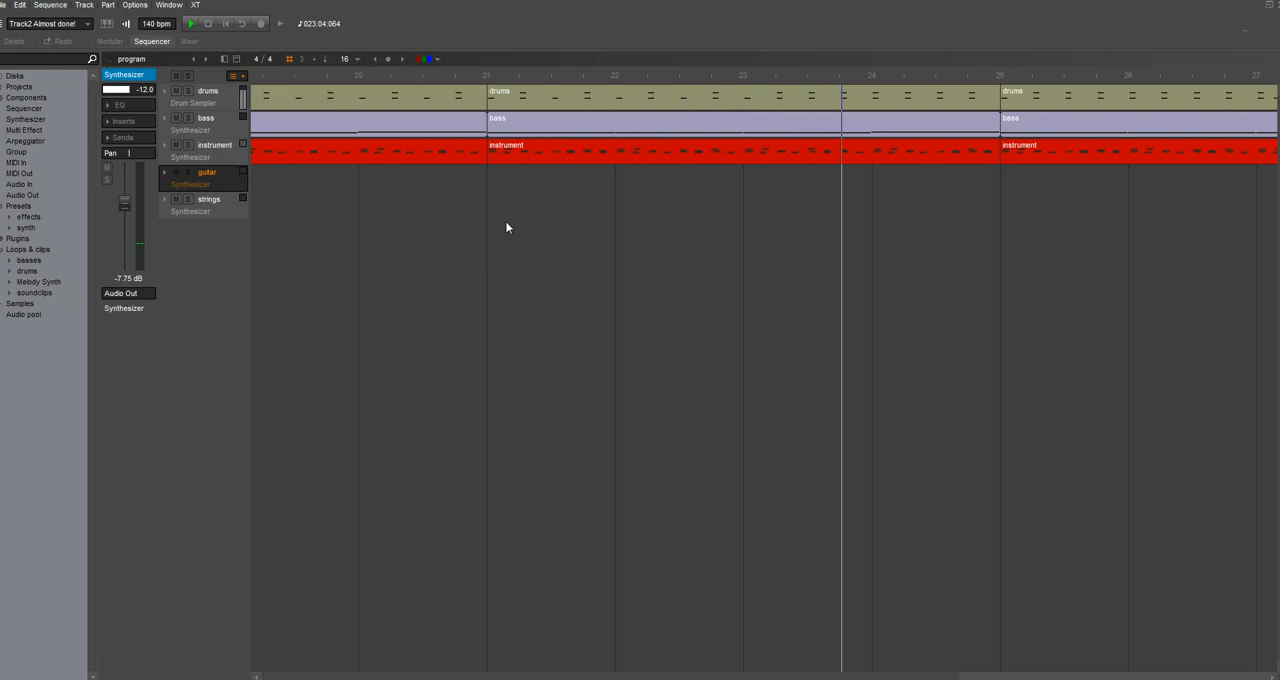 le Edit Sequence Track Part Options Window XT
Track2 Almost done! 140 bpm ♪023:04:064
Delete Redo Modular Sequencer Mixer
program 4 / 4 3 16
Disks
Projects
Components
Sequencer
Synthesizer
Multi Effect
Arpeggiator
Group
MIDI In
MIDI Out
Audio In
Audio Out
Presets
effects
synth
Plugins
Loops & clips
basses
drums
Melody Synth
soundclips
Samples
Audio pool
Synthesizer
-12.0
EQ
Inserts
Sends
Pan
M
S
-7.75 dB
Audio Out
Synthesizer
M S
20 21 22 23 24 25 26 27
M S drums
Drum Sampler
M S bass
Synthesizer
M S instrument
Synthesizer
M S guitar
Synthesizer
M S strings
Synthesizer
drums drums
bass bass
instrument instrument